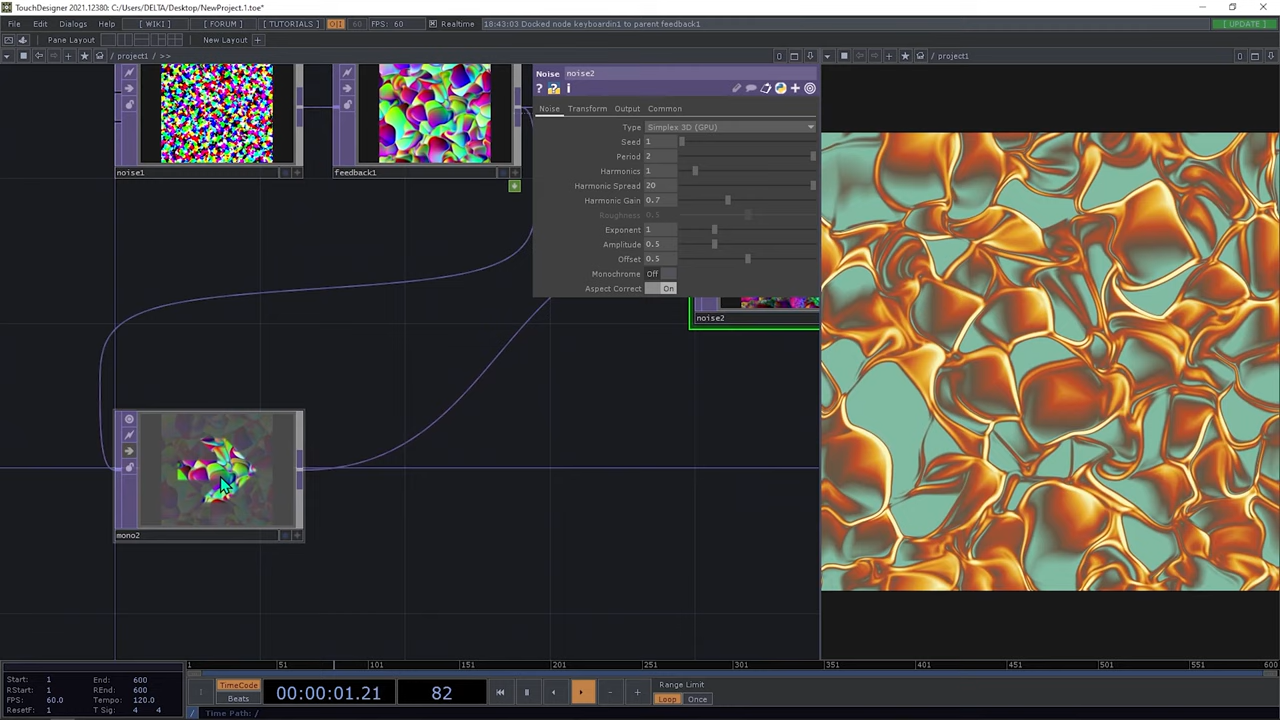 TouchDesigner 2021.12380: C:/Users/DELTA/Desktop/NewProject.1.toe*
File Edit Dialogs Help [ WIKI ] [ FORUM ] [ TUTORIALS ] O|I FPS: 60 Realtime 18:43:03 Docked node keyboardin1 to parent feedback1 [ UPDATE ]
Pane Layout New Layout +
/ project1 / >> 0
/ project1 0
Noise noise2
? ? i
Noise Transform Output Common
Type Simplex 3D (GPU)
Seed 1
Period 2
Harmonics 1
Harmonic Spread 20
Harmonic Gain 0.7
Roughness 0.5
Exponent 1
Amplitude 0.5
Offset 0.5
Monochrome Off
Aspect Correct On
noise1
feedback1
noise2
mono2
1 51 101 151 201 251 301 351 401 451 501 551 600
Start: 1 End: 600
RStart: 1 REnd: 600
FPS: 60.0 Tempo: 120.0
ResetF: 1 T Sig: 4 4
TimeCode
Beats
00:00:01.21
82
Range Limit
Loop Once
/ Time Path: /